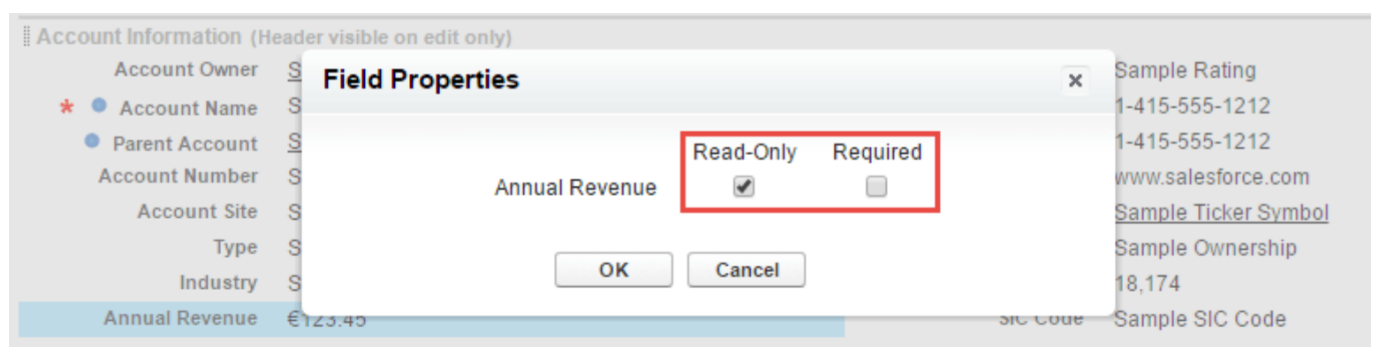 Account Information (Header visible on edit only)
Account Owner S Sample Rating
* Account Name S 1-415-555-1212
Parent Account S 1-415-555-1212
Account Number S www.salesforce.com
Account Site S Sample Ticker Symbol
Type S Sample Ownership
Industry S 18,174
Annual Revenue €123.45 SIC Code Sample SIC Code
Field Properties ×
Read-Only Required
Annual Revenue
OK Cancel